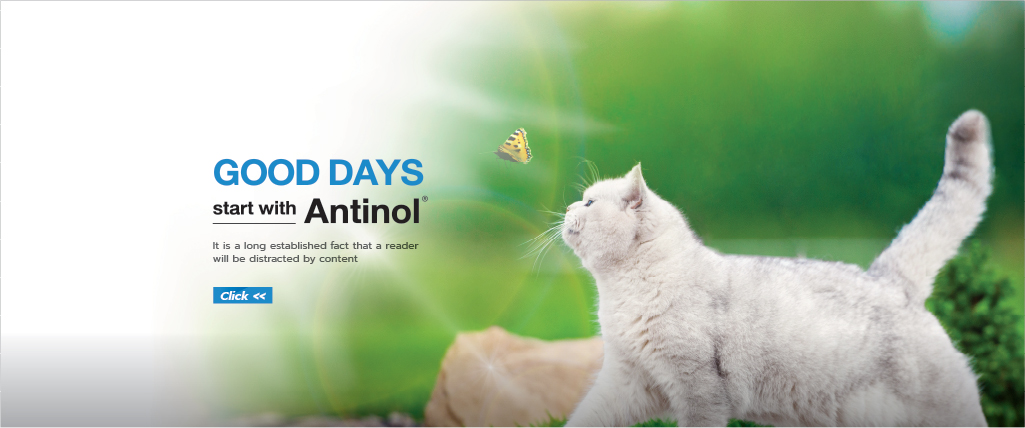 GOOD DAYS
start with Antinol®
It is a long established fact that a reader
will be distracted by content
Click <<